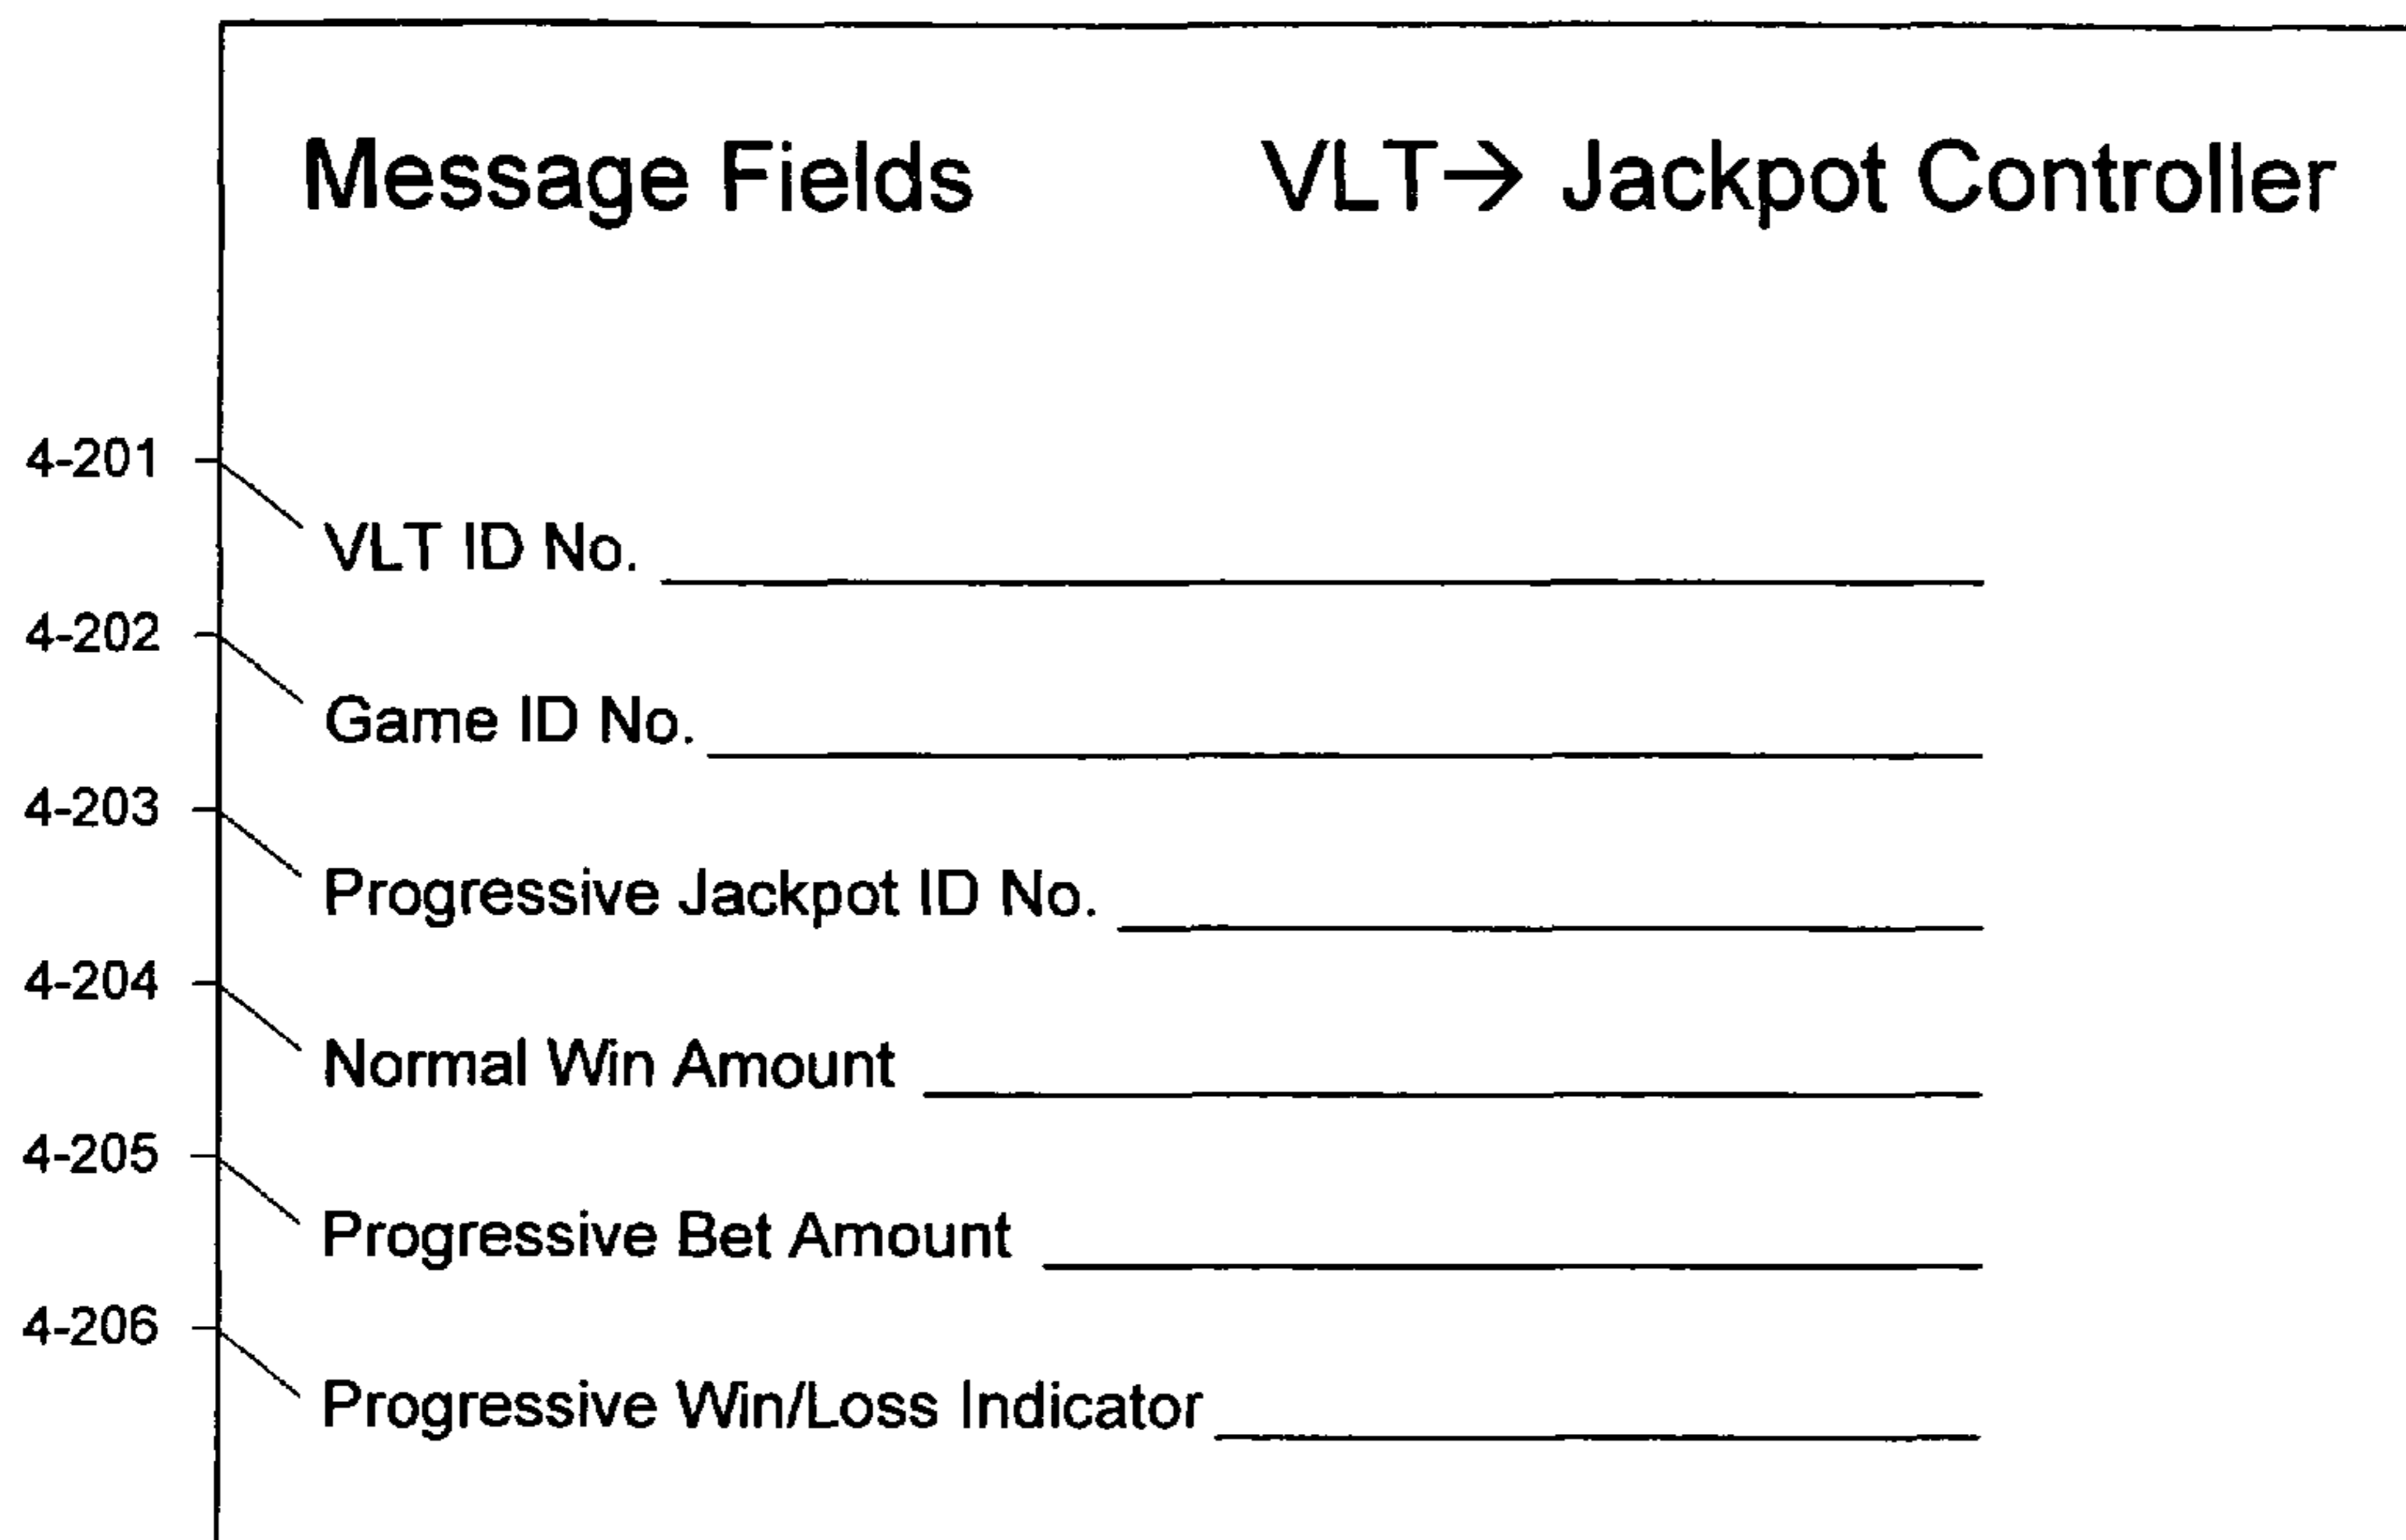 Message Fields VLT→ Jackpot Controller
4-201
VLT ID No.
4-202
Game ID No.
4-203
Progressive Jackpot ID No.
4-204
Normal Win Amount
4-205
Progressive Bet Amount
4-206
Progressive Win/Loss Indicator